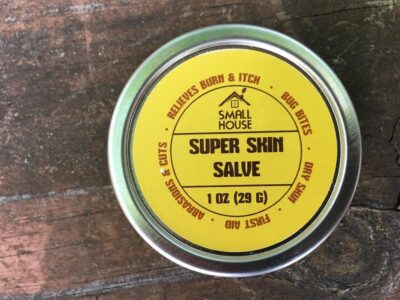 RELIEVES BURN & ITCH • BUG BITES • DRY SKIN • FIRST AID • ABRASIONS & CUTS •
SMALL
HOUSE
SUPER SKIN
SALVE
1 OZ (29 G)